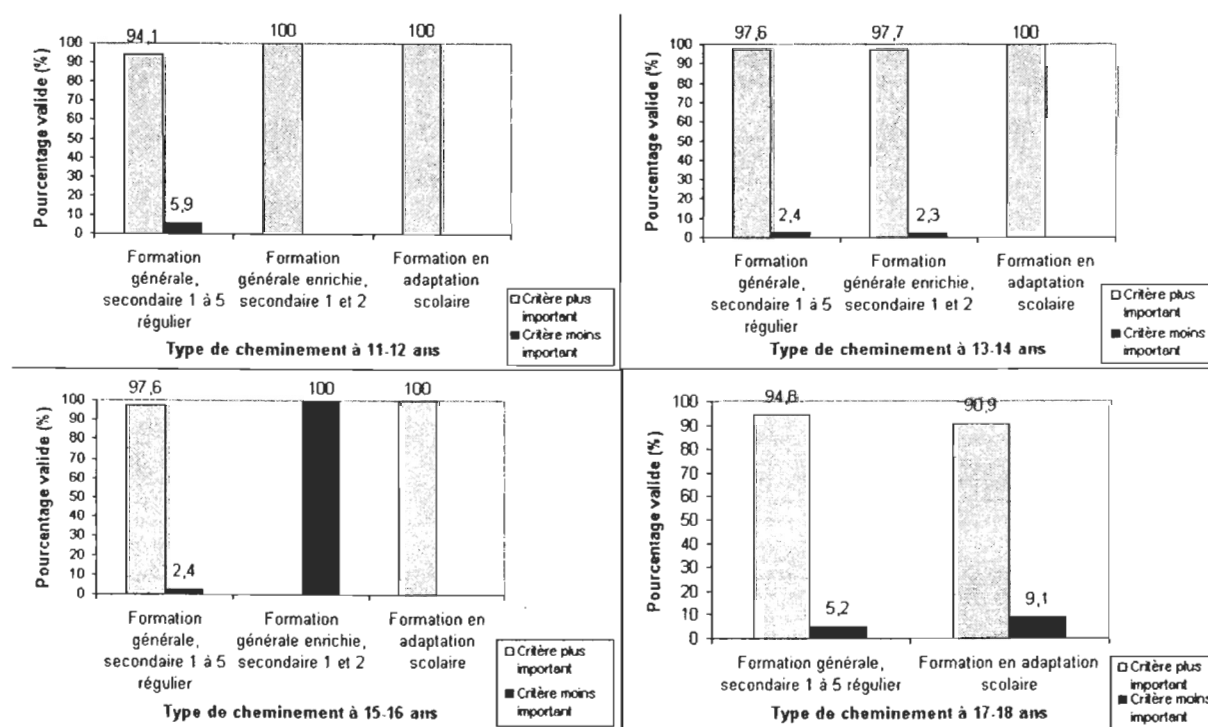 Pourcentage valide (%)
100
90
80
70
60
50
40
30
20
10
0
94,1
5,9
100
100
Formation
générale,
secondaire 1 à 5
régulier
Formation
générale enrichie,
secondaire 1 et 2
Formation en
adaptation
scolaire
Critère plus
important
Critère moins
important
Type de cheminement à 11-12 ans
Pourcentage valide (%)
100
90
80
70
60
50
40
30
20
10
0
97,6
2,4
97,7
2,3
100
Formation
générale,
secondaire 1 à 5
régulier
Formation
générale enrichie,
secondaire 1 et 2
Formation en
adaptation
scolaire
Critère plus
important
Critère moins
important
Type de cheminement à 13-14 ans
Pourcentage valide (%)
100
90
80
70
60
50
40
30
20
10
0
97,6
2,4
100
100
Formation
générale,
secondaire 1 à 5
régulier
Formation
générale enrichie,
secondaire 1 et 2
Formation en
adaptation
scolaire
Critère plus
important
Critère moins
important
Type de cheminement à 15-16 ans
Pourcentage valide (%)
100
90
80
70
60
50
40
30
20
10
0
94,8
5,2
90,9
9,1
Formation générale,
secondaire 1 à 5 régulier
Formation en adaptation
scolaire
Critère plus
important
Critère moins
important
Type de cheminement à 17-18 ans